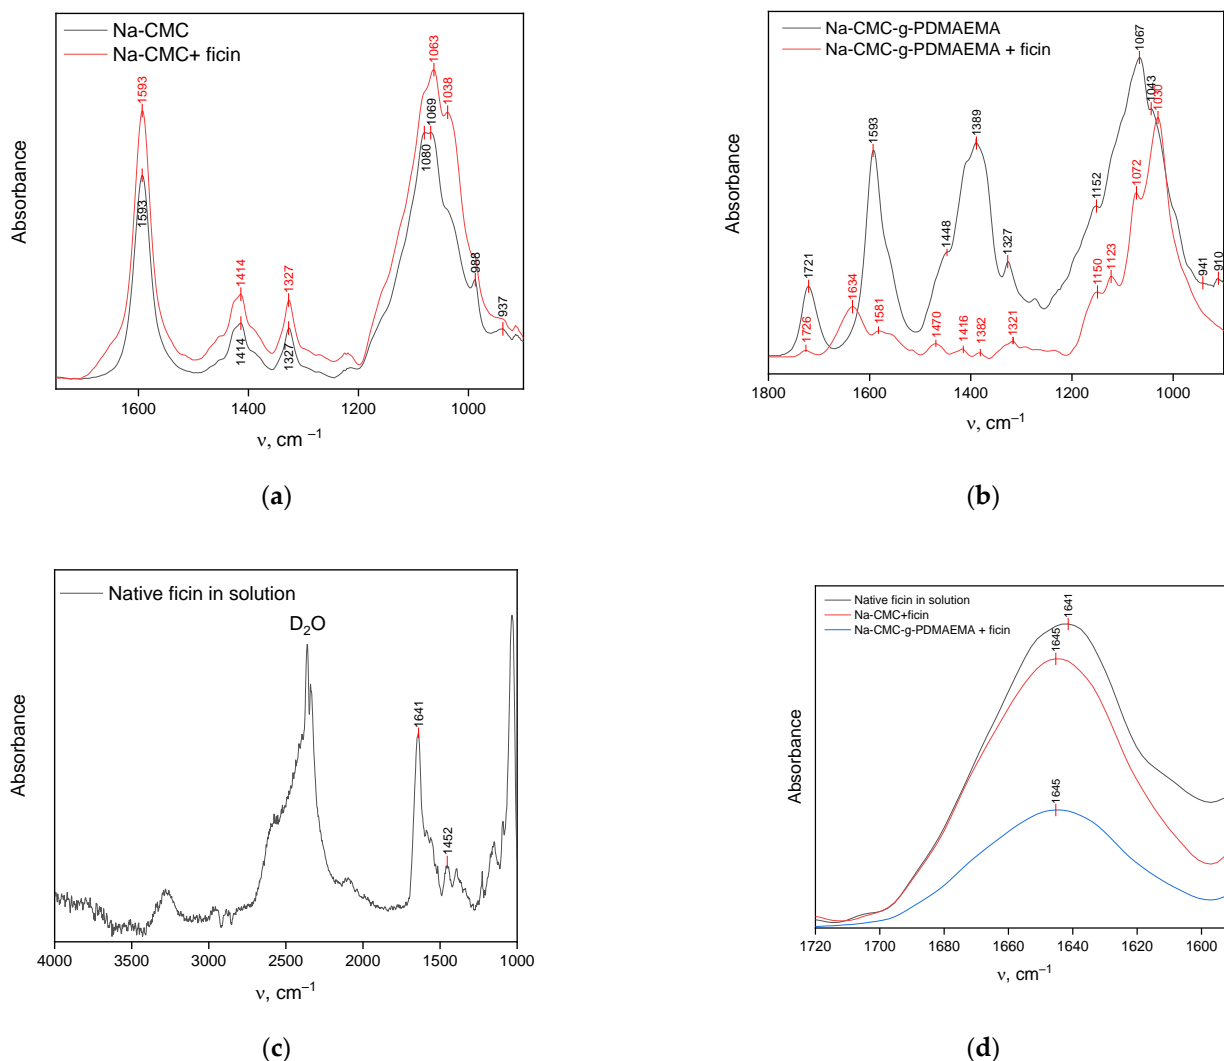 Na-CMC
Na-CMC+ ficin
1593
1593
1414
1414
1327
1327
1063
1069
1080
1038
988
937
Absorbance
1600 1400 1200 1000
ν, cm –1
(a)
Na-CMC-g-PDMAEMA
Na-CMC-g-PDMAEMA + ficin
1721
1726
1634
1593
1581
1448
1470
1416
1389
1382
1327
1321
1152
1150
1123
1067
1072
1043
1030
941
910
Absorbance
1800 1600 1400 1200 1000
ν, cm –1
(b)
Native ficin in solution
D2O
1641
1452
Absorbance
4000 3500 3000 2500 2000 1500 1000
ν, cm–1
(c)
Native ficin in solution
Na-CMC+ficin
Na-CMC-g-PDMAEMA + ficin
1641
1645
1645
Absorbance
1720 1700 1680 1660 1640 1620 1600
ν, cm–1
(d)